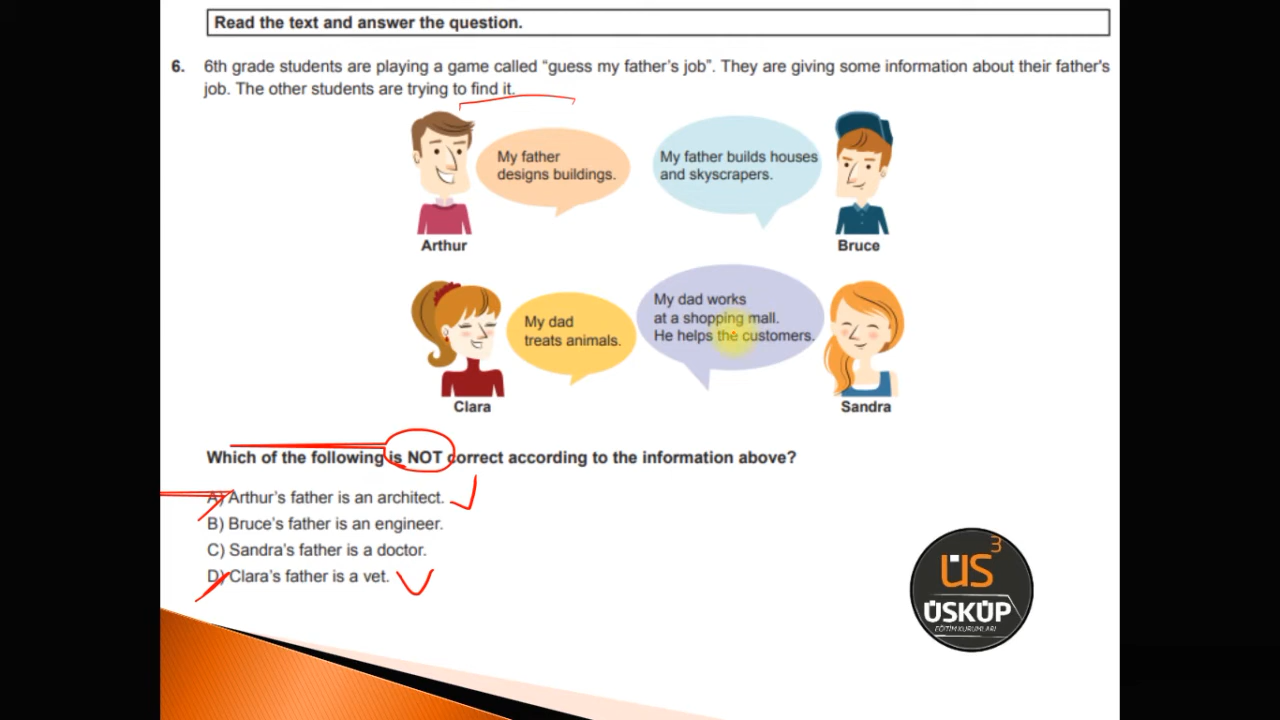 Read the text and answer the question.
6. 6th grade students are playing a game called “guess my father’s job”. They are giving some information about their father's
job. The other students are trying to find it.
My father
designs buildings.
Arthur
My father builds houses
and skyscrapers.
Bruce
My dad
treats animals.
Clara
My dad works
at a shopping mall.
He helps the customers.
Sandra
Which of the following is NOT correct according to the information above?
A) Arthur’s father is an architect.
B) Bruce’s father is an engineer.
C) Sandra’s father is a doctor.
D) Clara’s father is a vet.
üs3
ÜSKÜP
EĞİTİM KURUMLARI